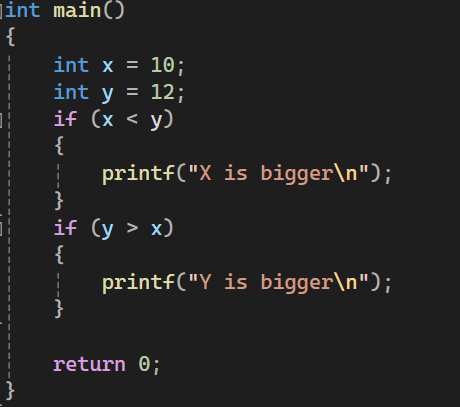 int main()
{
    int x = 10;
    int y = 12;
    if (x < y)
    {
        printf("X is bigger\n");
    }
    if (y > x)
    {
        printf("Y is bigger\n");
    }

    return 0;
}